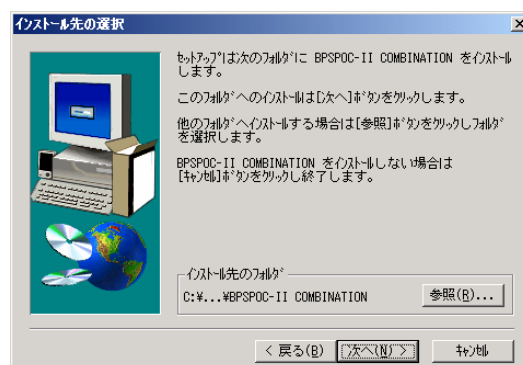 インストール先の選択
ｾｯﾄｱｯﾌﾟは次のﾌｫﾙﾀﾞに BPSPOC-II COMBINATION をｲﾝｽﾄｰﾙ
します。
このﾌｫﾙﾀﾞへのｲﾝｽﾄｰﾙは[次へ]ﾎﾞﾀﾝをｸﾘｯｸします。
他のﾌｫﾙﾀﾞへｲﾝｽﾄｰﾙする場合は[参照]ﾎﾞﾀﾝをｸﾘｯｸしﾌｫﾙﾀﾞ
を選択します。
BPSPOC-II COMBINATION をｲﾝｽﾄｰﾙしない場合は
[ｷｬﾝｾﾙ]ﾎﾞﾀﾝをｸﾘｯｸし終了します。
ｲﾝｽﾄｰﾙ先のﾌｫﾙﾀﾞ
C:¥...¥BPSPOC-II COMBINATION
参照(R)...
< 戻る(B)
次へ(N) >
ｷｬﾝｾﾙ